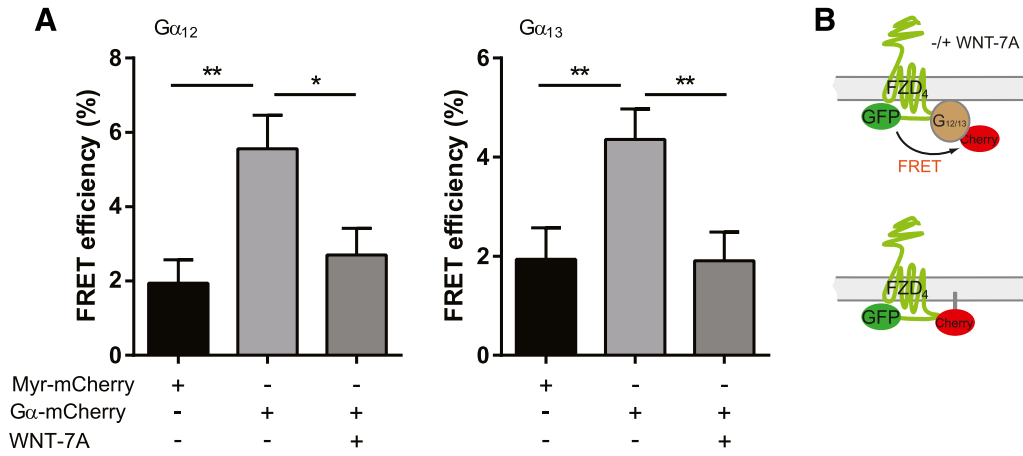 A
B
Gα12
Gα13
FRET efficiency (%)
8
6
4
2
0
**
*
FRET efficiency (%)
6
4
2
0
**
**
Myr-mCherry + - - + - -
Gα-mCherry - + + - + +
WNT-7A - - + - - +
-/+ WNT-7A
FZD4
GFP
G12/13
Cherry
FRET
FZD4
GFP
Cherry